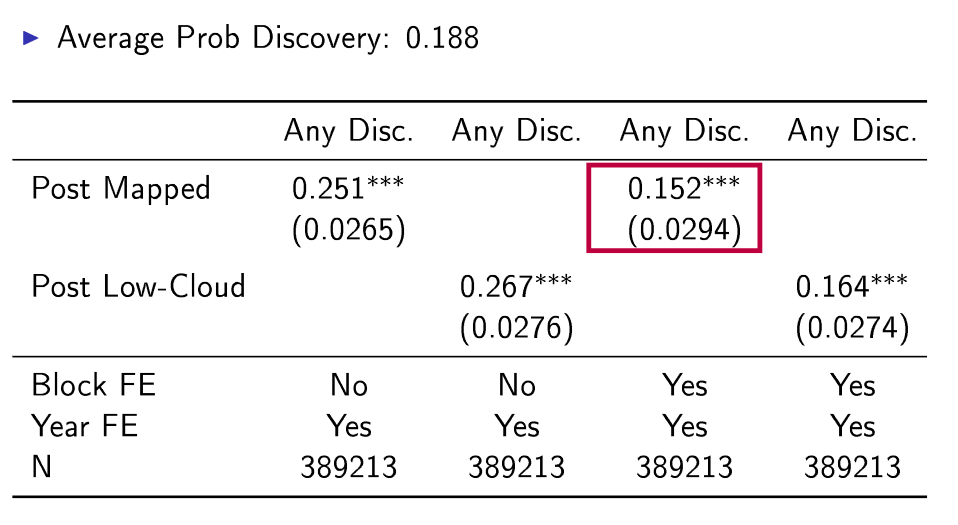 ► Average Prob Discovery: 0.188
Any Disc. Any Disc. Any Disc. Any Disc.
Post Mapped 0.251*** 0.152***
(0.0265) (0.0294)
Post Low-Cloud 0.267*** 0.164***
(0.0276) (0.0274)
Block FE No No Yes Yes
Year FE Yes Yes Yes Yes
N 389213 389213 389213 389213